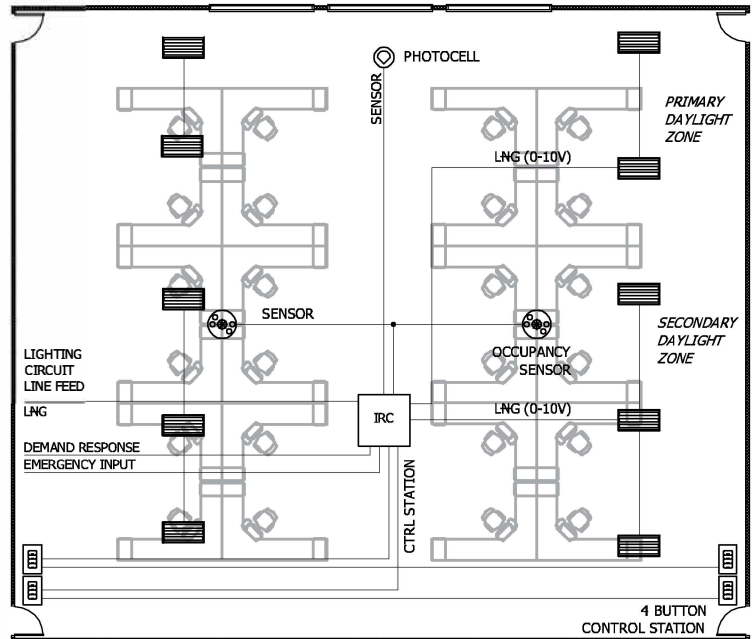 PHOTOCELL
SENSOR
PRIMARY
DAYLIGHT
ZONE
LNG (0-10V)
SENSOR
SECONDARY
DAYLIGHT
ZONE
OCCUPANCY
SENSOR
LIGHTING
CIRCUIT
LINE FEED
LNG
LNG (0-10V)
IRC
DEMAND RESPONSE
EMERGENCY INPUT
CTRL STATION
4 BUTTON
CONTROL STATION